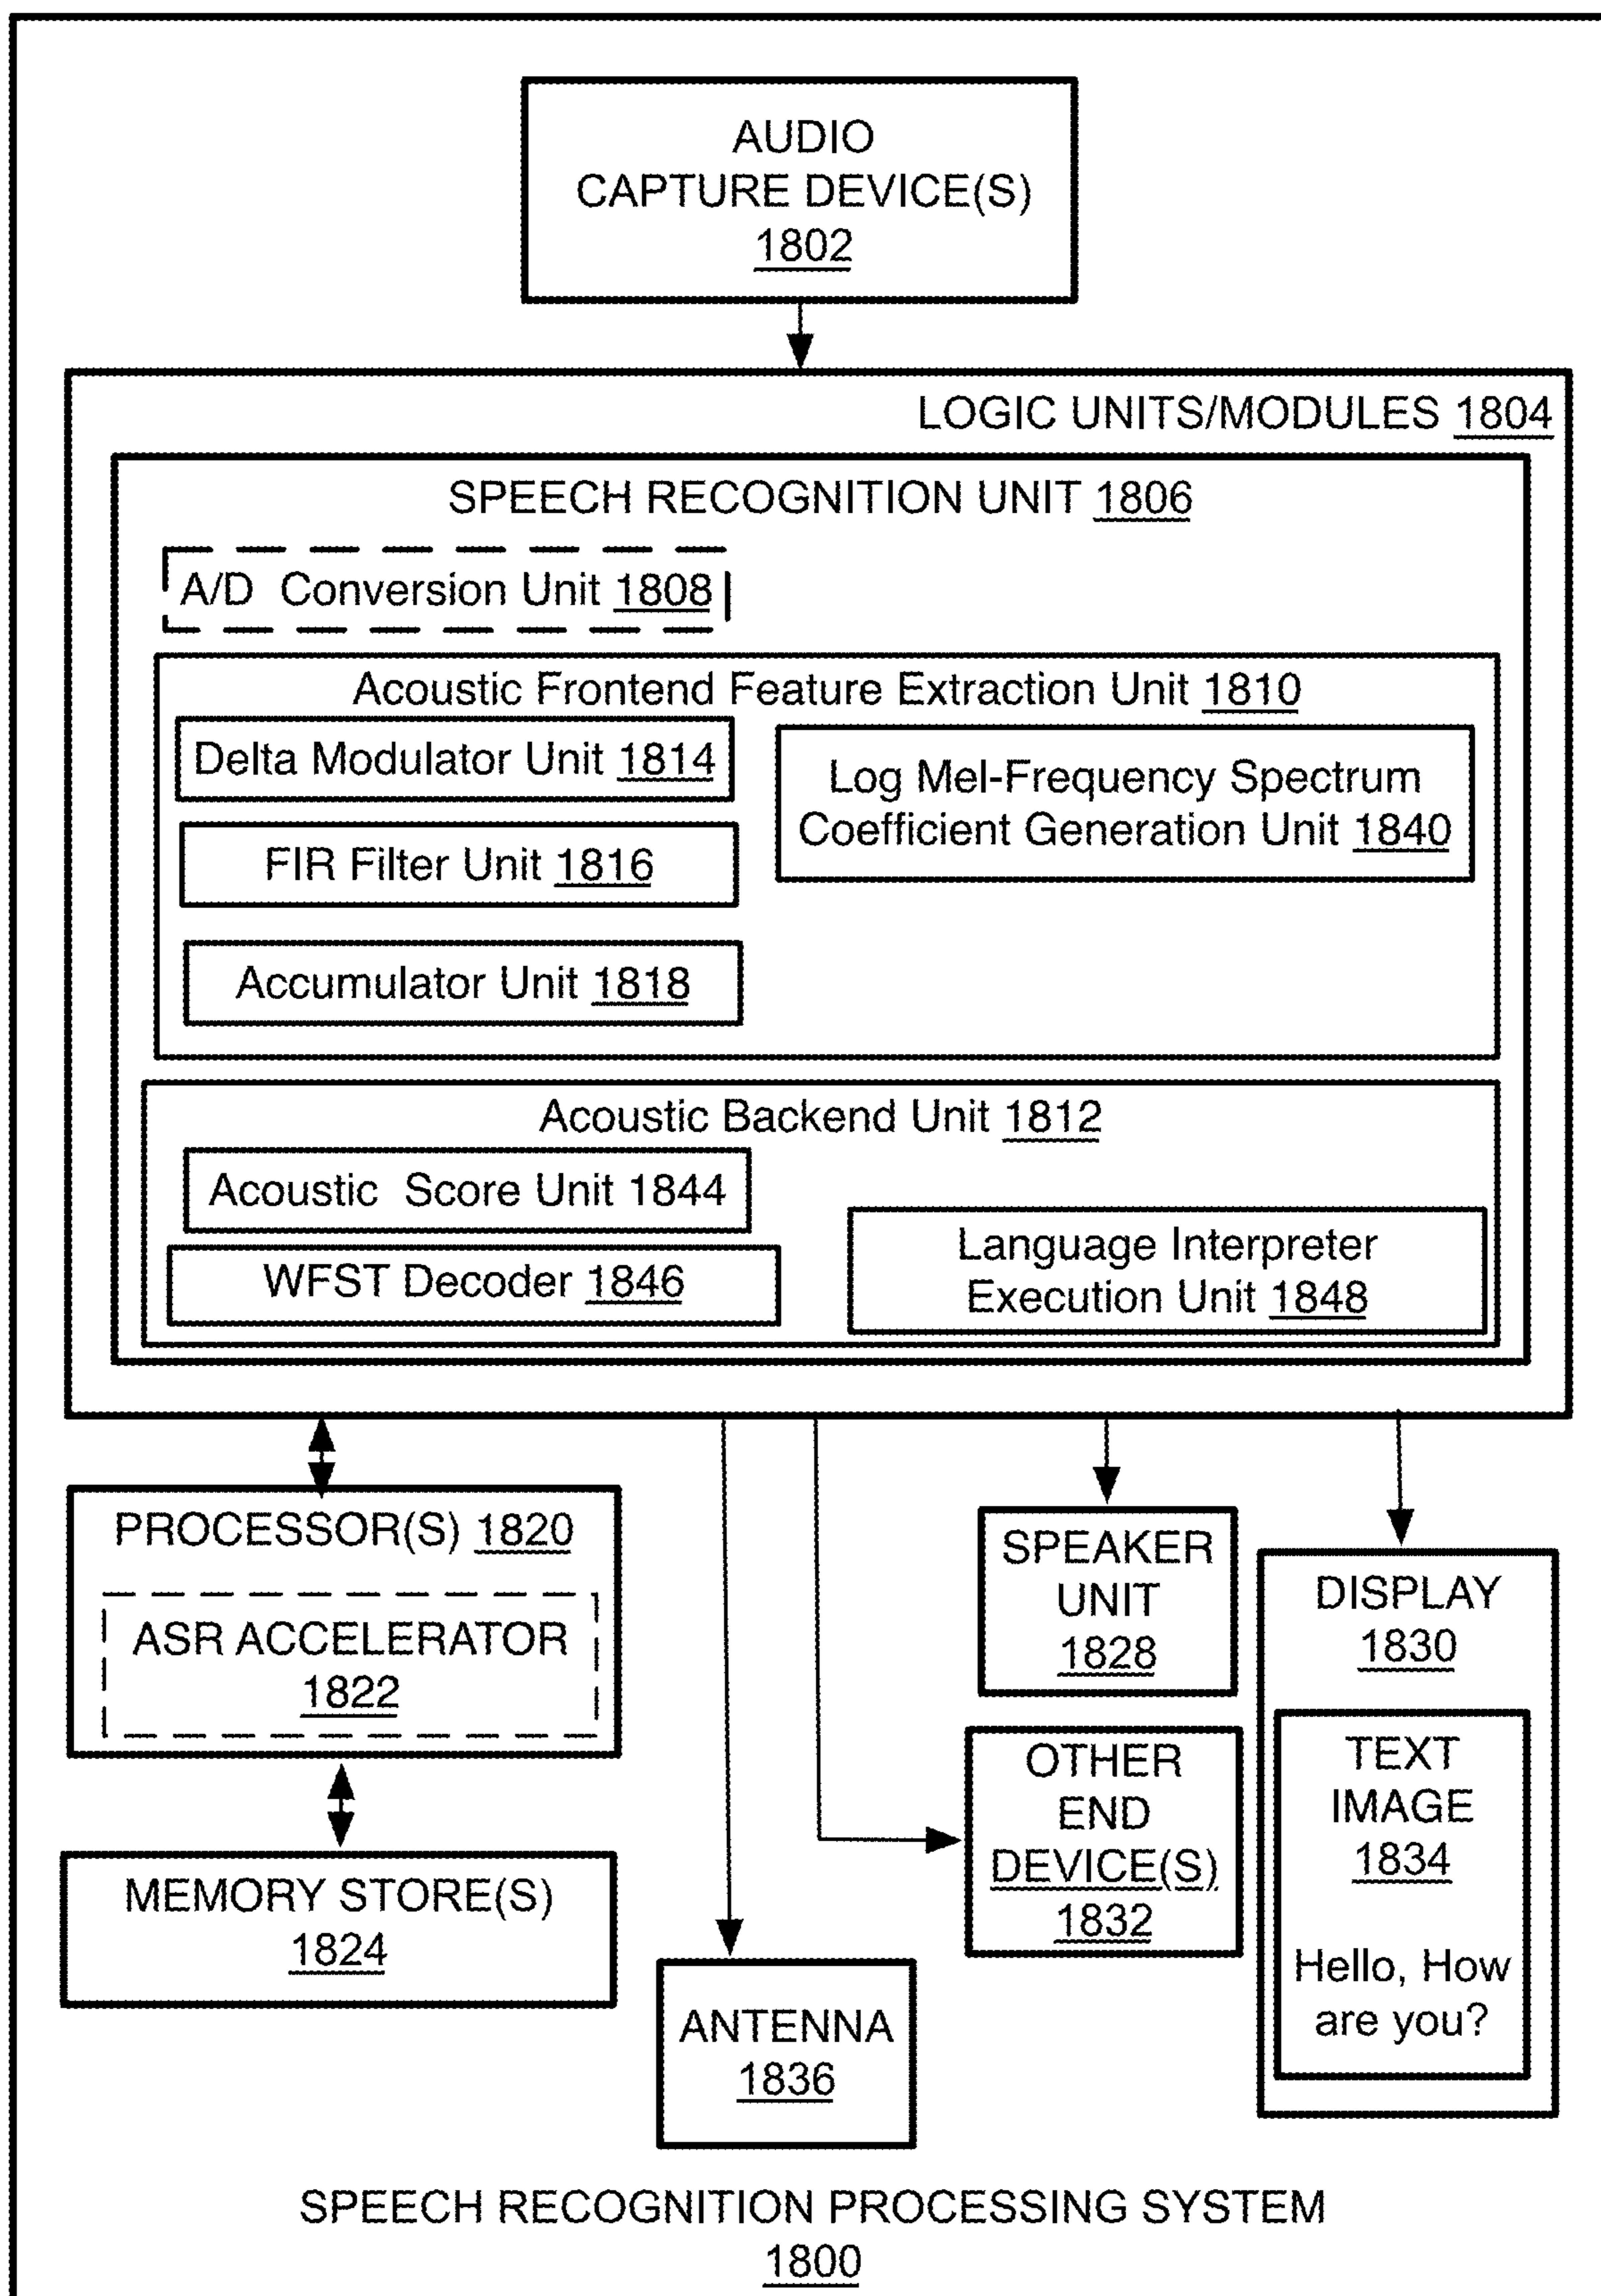 AUDIO
CAPTURE DEVICE(S)
1802
LOGIC UNITS/MODULES 1804
SPEECH RECOGNITION UNIT 1806
A/D Conversion Unit 1808
Acoustic Frontend Feature Extraction Unit 1810
Delta Modulator Unit 1814
FIR Filter Unit 1816
Accumulator Unit 1818
Log Mel-Frequency Spectrum
Coefficient Generation Unit 1840
Acoustic Backend Unit 1812
Acoustic Score Unit 1844
WFST Decoder 1846
Language Interpreter
Execution Unit 1848
PROCESSOR(S) 1820
ASR ACCELERATOR
1822
MEMORY STORE(S)
1824
ANTENNA
1836
SPEAKER
UNIT
1828
OTHER
END
DEVICE(S)
1832
DISPLAY
1830
TEXT
IMAGE
1834
Hello, How
are you?
SPEECH RECOGNITION PROCESSING SYSTEM
1800